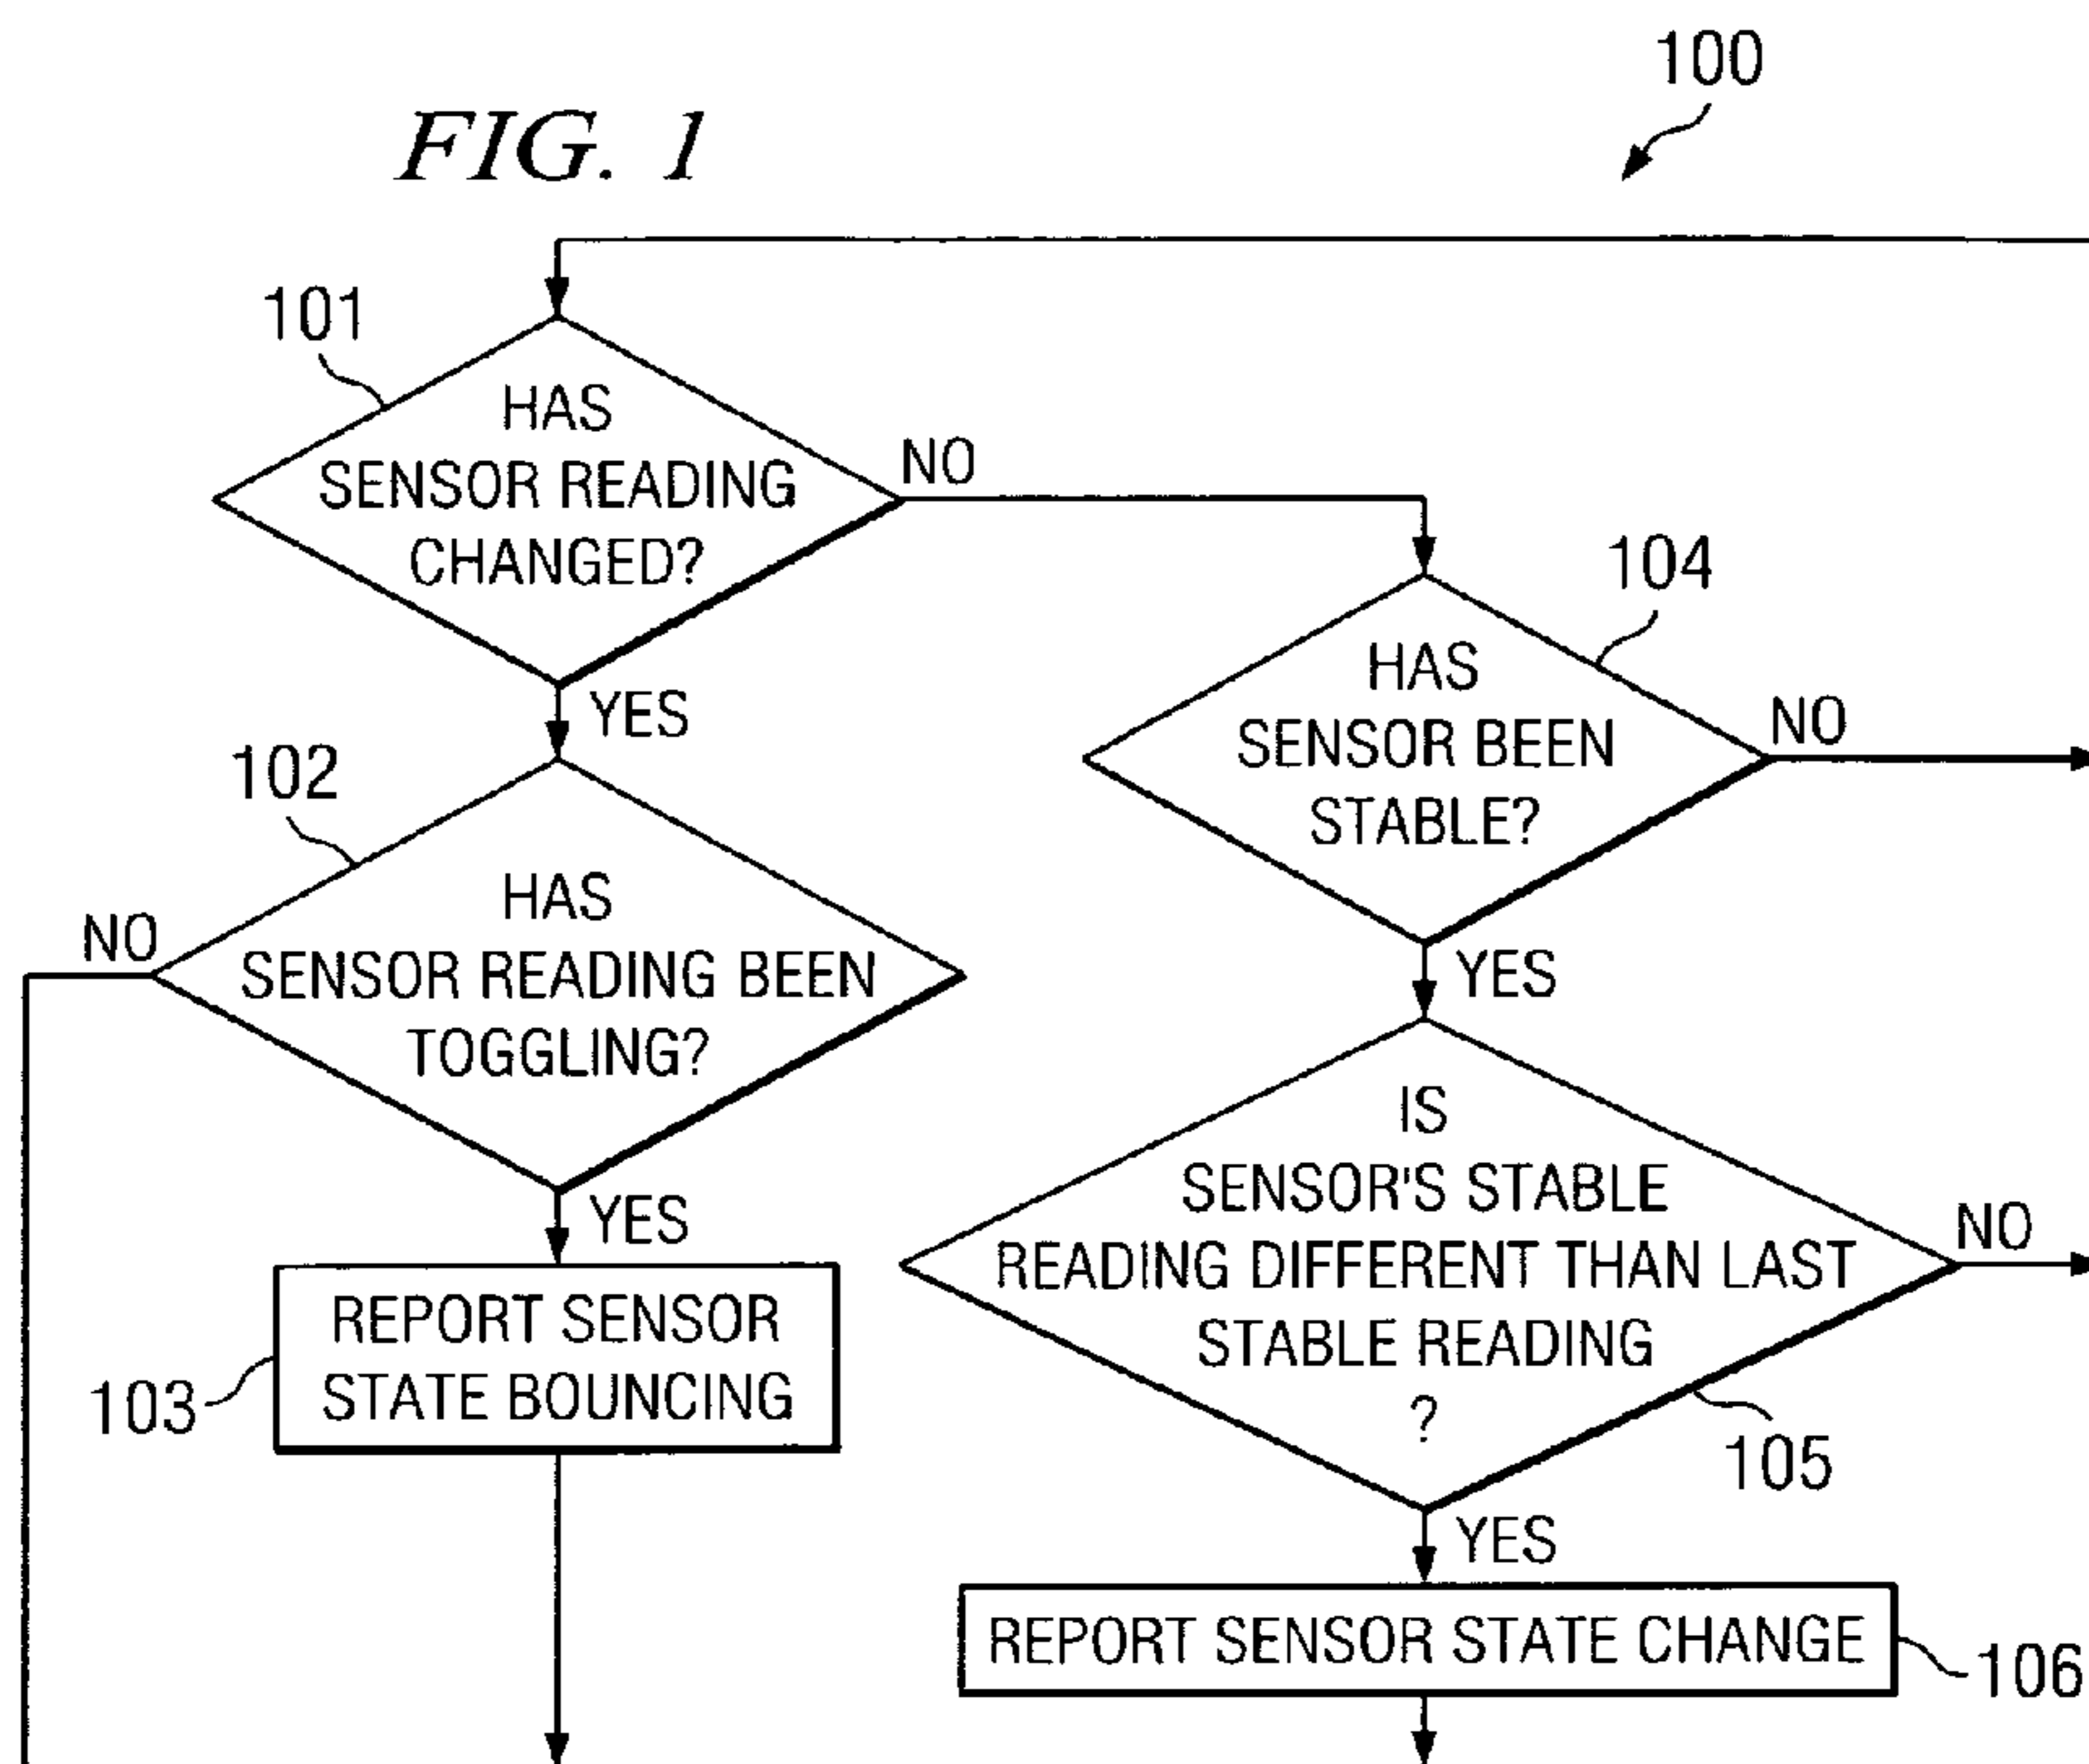 100
FIG. 1
101
HAS
SENSOR READING
CHANGED?
NO
YES
104
HAS
SENSOR BEEN
STABLE?
NO
YES
102
HAS
SENSOR READING BEEN
TOGGLING?
NO
YES
IS
SENSOR'S STABLE
READING DIFFERENT THAN LAST
STABLE READING
?
NO
105
YES
REPORT SENSOR
STATE BOUNCING
103
REPORT SENSOR STATE CHANGE
106